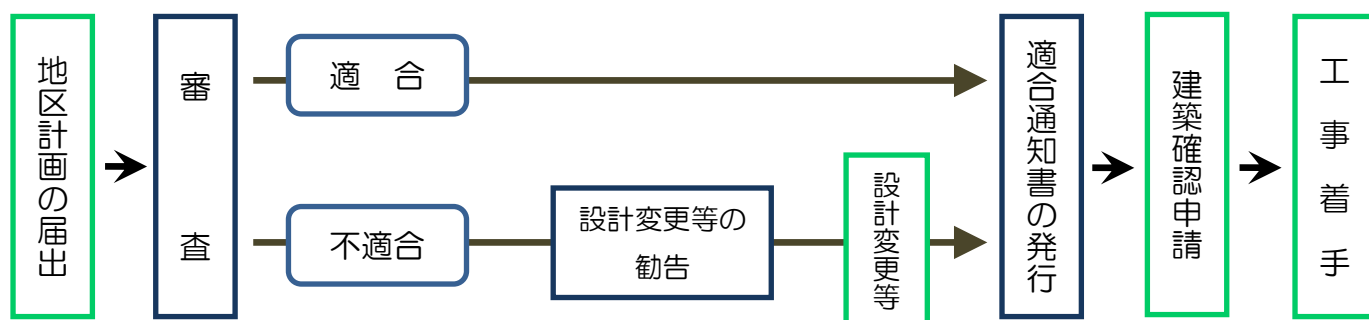 地区計画の届出
審査
適合
不適合
設計変更等の
勧告
設計変更等
適合通知書の発行
建築確認申請
工事着手